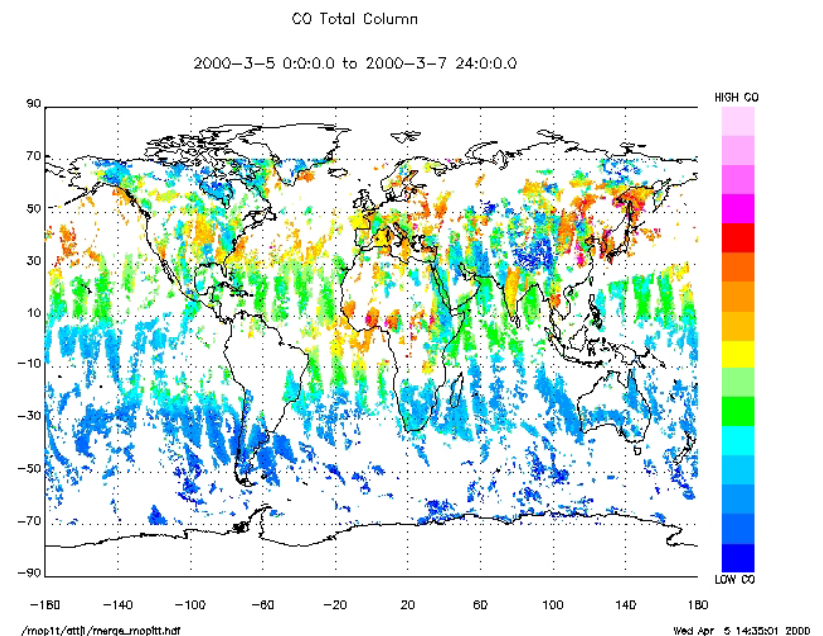 CO Total Column
2000-3-5 0:0:0.0 to 2000-3-7 24:0:0.0
HIGH CO
90
70
50
30
10
-10
-30
-50
-70
-90
LOW CO
-180 -140 -100 -60 -20 20 60 100 140 180
/mop1t/attjl/merge_mopitt.hdf
Wed Apr 5 14:35:01 2000